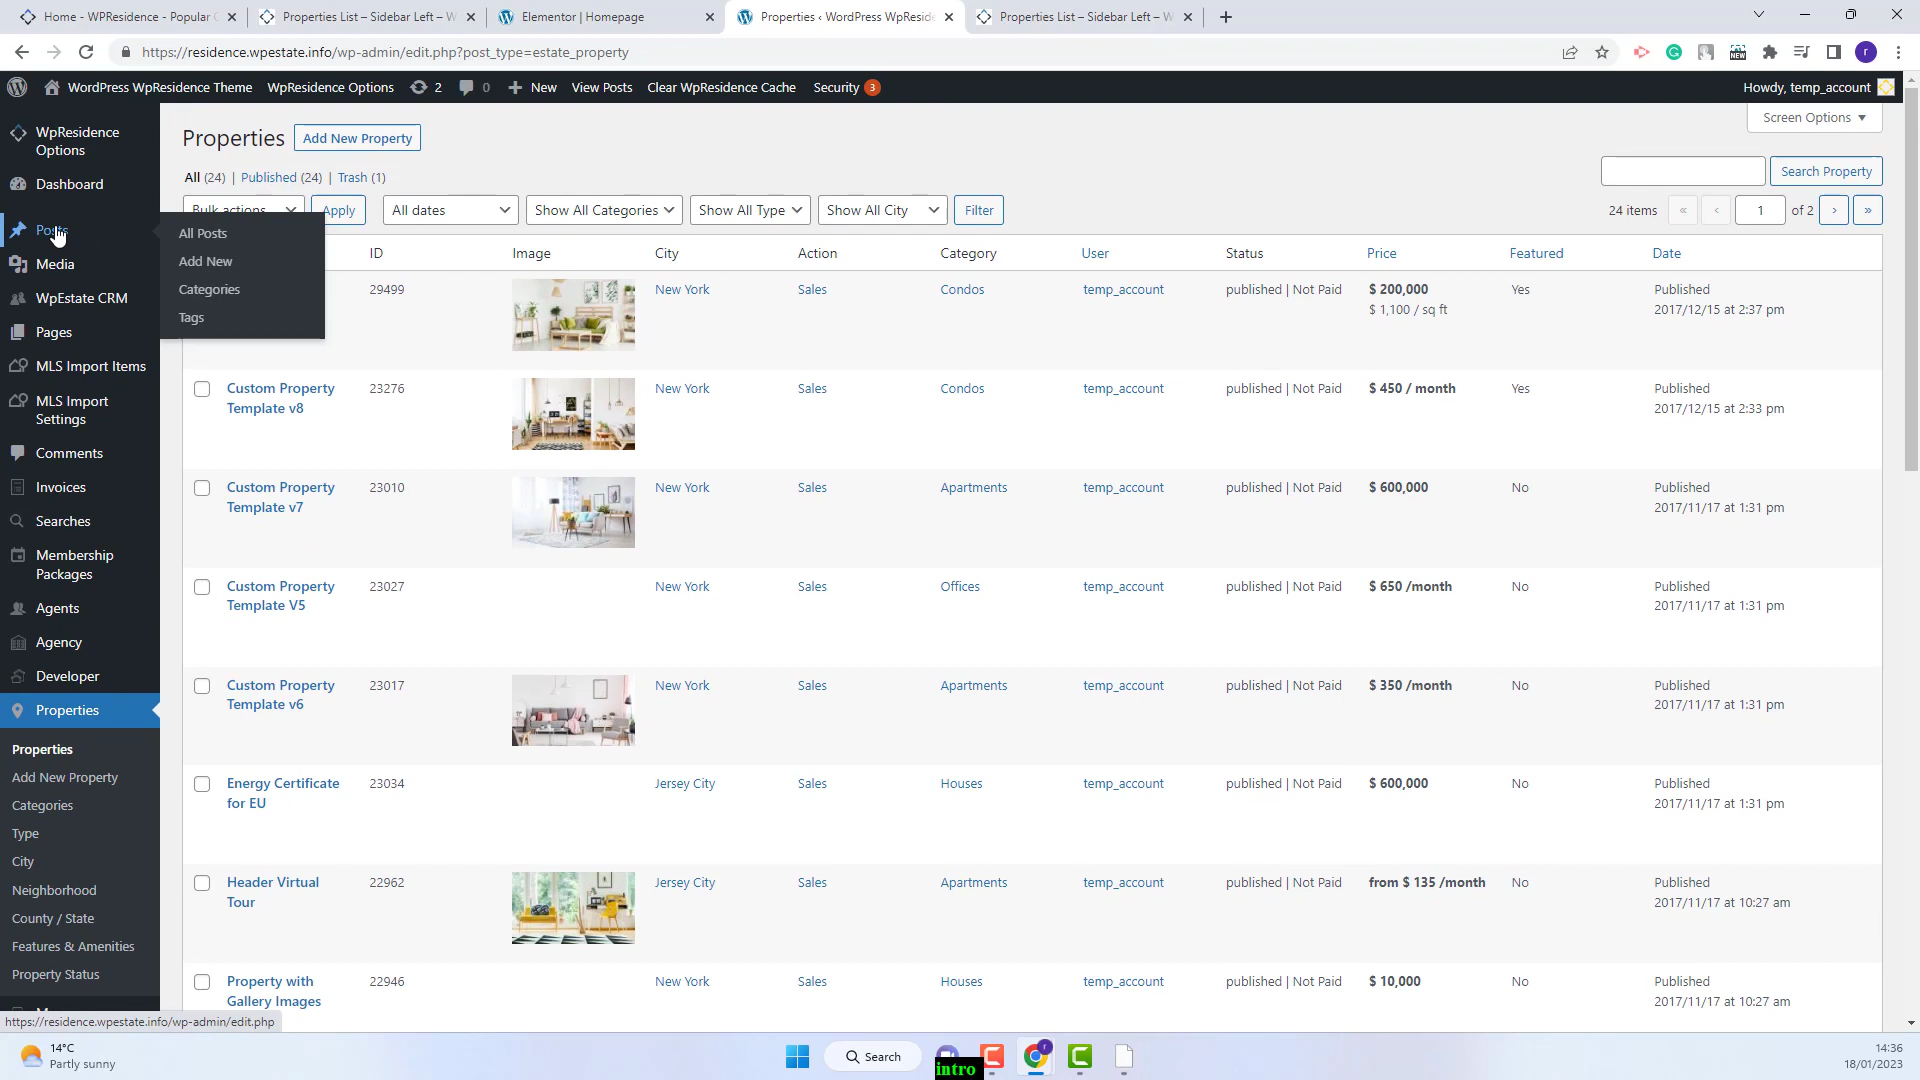 Home - WPResidence - Popular
Properties List – Sidebar Left – W
Elementor | Homepage
Properties ‹ WordPress WpReside
Properties List – Sidebar Left – W
https://residence.wpestate.info/wp-admin/edit.php?post_type=estate_property
WordPress WpResidence Theme
WpResidence Options
2
0
New
View Posts
Clear WpResidence Cache
Security 3
Howdy, temp_account
WpResidence
Options
Dashboard
Posts
Media
WpEstate CRM
Pages
MLS Import Items
MLS Import
Settings
Comments
Invoices
Searches
Membership
Packages
Agents
Agency
Developer
Properties
Properties
Add New Property
Categories
Type
City
Neighborhood
County / State
Features & Amenities
Property Status
https://residence.wpestate.info/wp-admin/edit.php
All Posts
Add New
Categories
Tags
Properties
Add New Property
Screen Options
All (24) | Published (24) | Trash (1)
Search Property
Bulk actions
Apply
All dates
Show All Categories
Show All Type
Show All City
Filter
24 items « ‹ 1 of 2 › »
ID Image City Action Category User Status Price Featured Date
29499 New York Sales Condos temp_account published | Not Paid $ 200,000 Yes Published
$ 1,100 / sq ft 2017/12/15 at 2:37 pm
Custom Property 23276 New York Sales Condos temp_account published | Not Paid $ 450 / month Yes Published
Template v8 2017/12/15 at 2:33 pm
Custom Property 23010 New York Sales Apartments temp_account published | Not Paid $ 600,000 No Published
Template v7 2017/11/17 at 1:31 pm
Custom Property 23027 New York Sales Offices temp_account published | Not Paid $ 650 /month No Published
Template V5 2017/11/17 at 1:31 pm
Custom Property 23017 New York Sales Apartments temp_account published | Not Paid $ 350 /month No Published
Template v6 2017/11/17 at 1:31 pm
Energy Certificate 23034 Jersey City Sales Houses temp_account published | Not Paid $ 600,000 No Published
for EU 2017/11/17 at 1:31 pm
Header Virtual 22962 Jersey City Sales Apartments temp_account published | Not Paid from $ 135 /month No Published
Tour 2017/11/17 at 10:27 am
Property with 22946 New York Sales Houses temp_account published | Not Paid $ 10,000 No Published
Gallery Images 2017/11/17 at 10:27 am
14°C
Partly sunny
Search
intro
14:36
18/01/2023